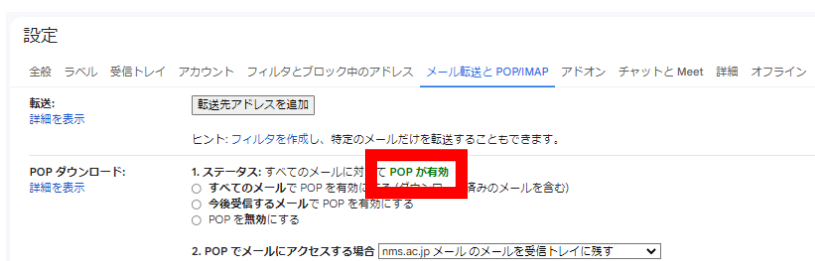 設定
全般 ラベル 受信トレイ アカウント フィルタとブロック中のアドレス メール転送と POP/IMAP アドオン チャットと Meet 詳細 オフライン
転送: 転送先アドレスを追加
詳細を表示
ヒント: フィルタを作成し、特定のメールだけを転送することもできます。
POP ダウンロード: 1. ステータス: すべてのメールに対 て POP が有効
詳細を表示 すべてのメールで POP を有効に 済みのメールを含む)
今後受信するメールで POP を有効にする
POP を無効にする
2. POP でメールにアクセスする場合 nms.ac.jp メール のメールを受信トレイに残す